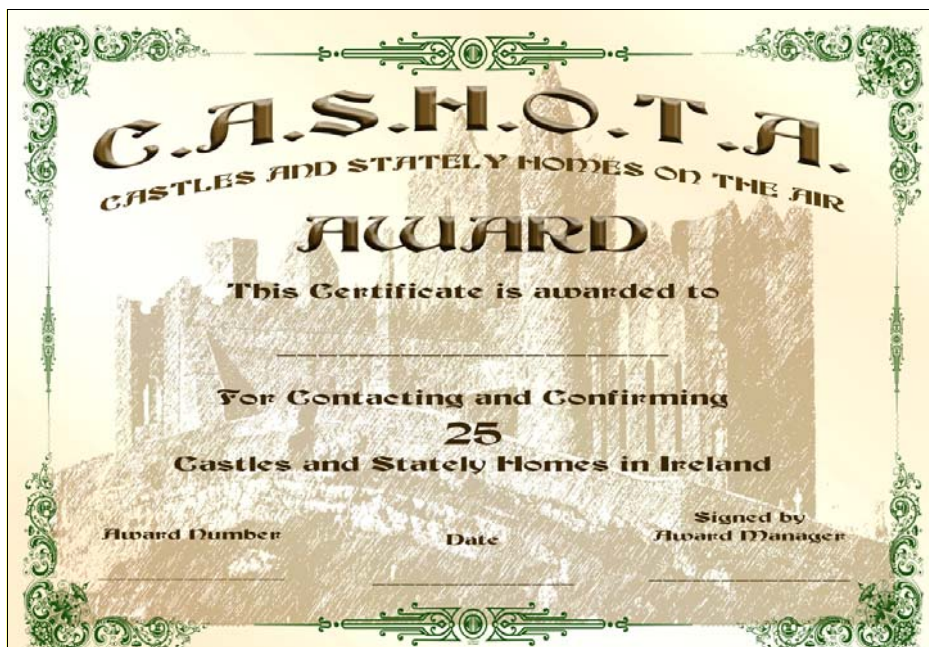 C.A.S.H.O.T.A.
CASTLES AND STATELY HOMES ON THE AIR
AWARD
This Certificate is awarded to
For Contacting and Confirming
25
Castles and Stately Homes in Ireland
Award Number
Date
Signed by
Award Manager